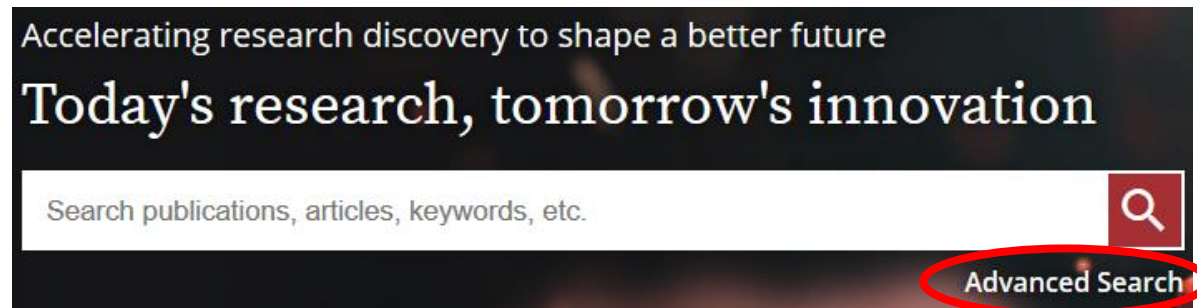 Accelerating research discovery to shape a better future
Today's research, tomorrow's innovation
Search publications, articles, keywords, etc.
Advanced Search